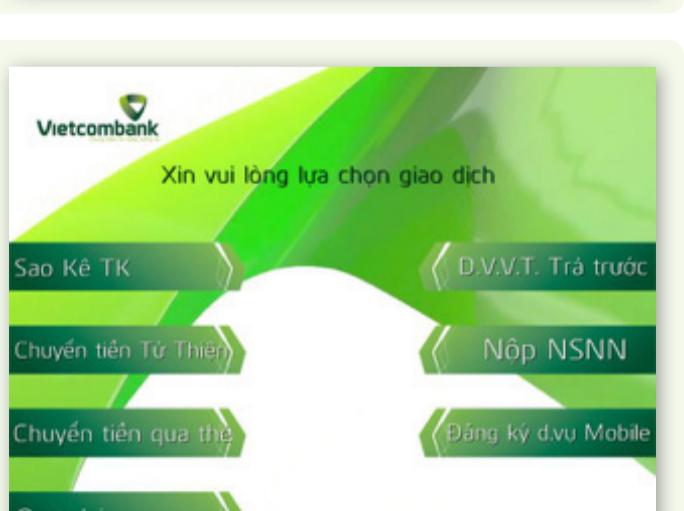 Vietcombank
Xin vui lòng lựa chọn giao dịch
Sao Kê TK
D.V.V.T. Trả trước
Chuyển tiền Từ Thiện
Nộp NSNN
Chuyển tiền qua thẻ
Đăng ký d.vụ Mobile